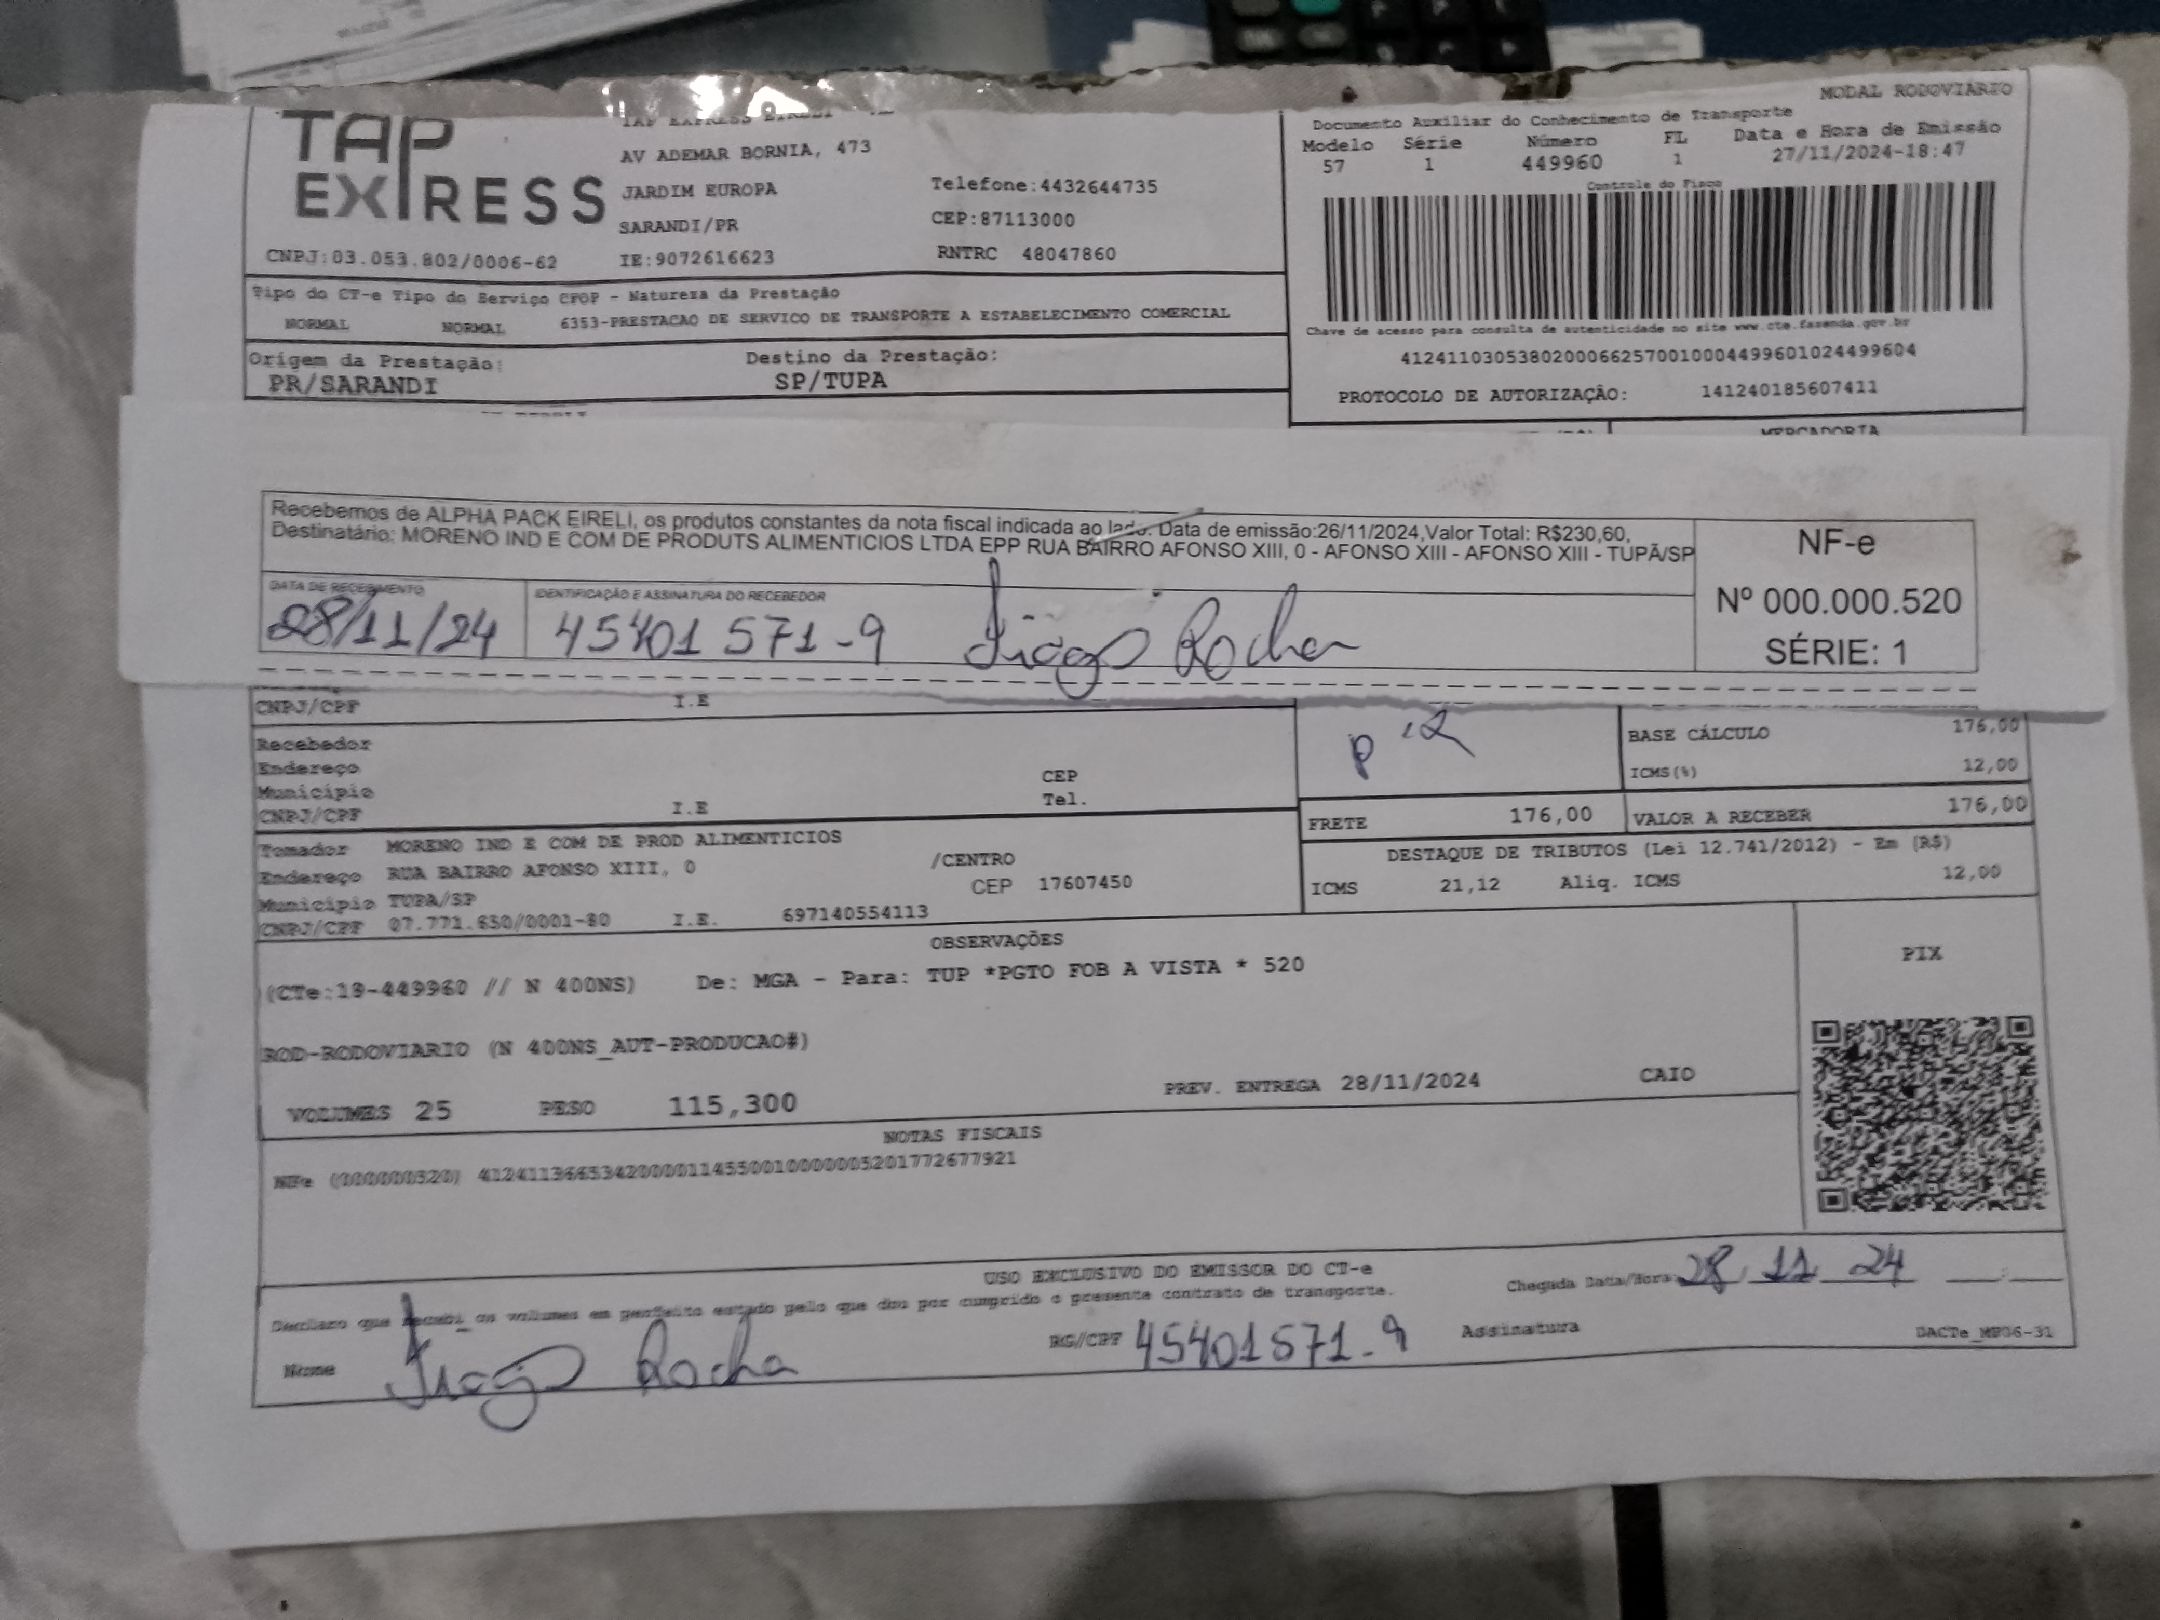 MODAL RODOVIÁRIO
TAP EXPRESS
AV ADEMAR BORNIA, 473
JARDIM EUROPA
Telefone:4432644735
SARANDI/PR
CEP:87113000
CNPJ:03.053.802/0006-62
IE:9072616623
RNTRC 48047860
Documento Auxiliar do Conhecimento de Transporte
Modelo Série Número FL Data e Hora de Emissão
57 1 449960 1 27/11/2024-18:47
Controle do Fisco
Tipo do CT-e Tipo do Serviço CFOP - Natureza da Prestação
NORMAL NORMAL 6353-PRESTACAO DE SERVICO DE TRANSPORTE A ESTABELECIMENTO COMERCIAL
Chave de acesso para consulta de autenticidade no site www.cte.fazenda.gov.br
41241103053802000662570010004499601024499604
Origem da Prestação: Destino da Prestação:
PR/SARANDI SP/TUPA
PROTOCOLO DE AUTORIZAÇÃO: 141240185607411
MERCADORIA
Recebemos de ALPHA PACK EIRELI, os produtos constantes da nota fiscal indicada ao lado. Data de emissão:26/11/2024,Valor Total: R$230,60,
Destinatário: MORENO IND E COM DE PRODUTS ALIMENTICIOS LTDA EPP RUA BAIRRO AFONSO XIII, 0 - AFONSO XIII - AFONSO XIII - TUPÃ/SP
NF-e
Nº 000.000.520
SÉRIE: 1
DATA DE RECEBIMENTO IDENTIFICAÇÃO E ASSINATURA DO RECEBEDOR
28/11/24 45401571-9 Tiago Rocha
CNPJ/CPF I.E
Recebedor
Endereço CEP
Município Tel.
CNPJ/CPF I.E
BASE CÁLCULO 176,00
ICMS(%) 12,00
FRETE 176,00 VALOR A RECEBER 176,00
Tomador MORENO IND E COM DE PROD ALIMENTICIOS
Endereço RUA BAIRRO AFONSO XIII, 0 /CENTRO
Município TUPA/SP CEP 17607450
CNPJ/CPF 07.771.650/0001-80 I.E. 697140554113
DESTAQUE DE TRIBUTOS (Lei 12.741/2012) - Em (R$)
ICMS 21,12 Aliq. ICMS 12,00
OBSERVAÇÕES
(CTe:19-449960 // N 400NS) De: MGA - Para: TUP *PGTO FOB A VISTA * 520
ROD-RODOVIARIO (N 400NS_AUT-PRODUCAO#)
VOLUMES 25 PESO 115,300 PREV. ENTREGA 28/11/2024 CAIO
PIX
NOTAS FISCAIS
NFe (000000520) 41241136653420000114550010000005201772677921
USO EXCLUSIVO DO EMISSOR DO CT-e
Declaro que recebi os volumes em perfeito estado pelo que dou por cumprido o presente contrato de transporte.
Chegada Data/Hora 28 11 24
Nome Tiago Rocha RG/CPF 45401571-9 Assinatura
DACTe_MP06-31